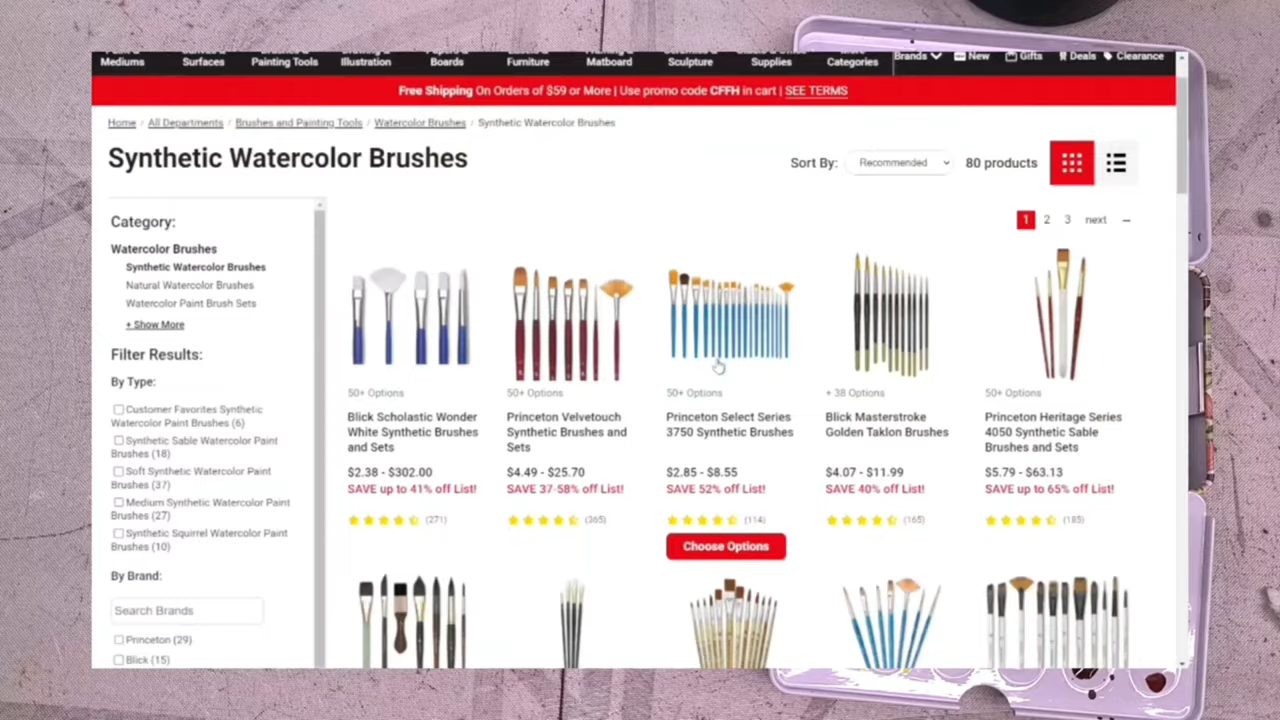 Mediums
Surfaces
Painting Tools
Illustration
Boards
Furniture
Matboard
Sculpture
Supplies
Categories
Brands
New
Gifts
Deals
Clearance
Free Shipping On Orders of $59 or More | Use promo code CFFH in cart | SEE TERMS
Home / All Departments / Brushes and Painting Tools / Watercolor Brushes / Synthetic Watercolor Brushes
Synthetic Watercolor Brushes
Sort By:
Recommended
80 products
1 2 3 next
Category:
Watercolor Brushes
Synthetic Watercolor Brushes
Natural Watercolor Brushes
Watercolor Paint Brush Sets
+ Show More
Filter Results:
By Type:
Customer Favorites Synthetic
Watercolor Paint Brushes (6)
Synthetic Sable Watercolor Paint
Brushes (18)
Soft Synthetic Watercolor Paint
Brushes (37)
Medium Synthetic Watercolor Paint
Brushes (27)
Synthetic Squirrel Watercolor Paint
Brushes (10)
By Brand:
Search Brands
Princeton (29)
Blick (15)
50+ Options
Blick Scholastic Wonder
White Synthetic Brushes
and Sets
$2.38 - $302.00
SAVE up to 41% off List!
(271)
50+ Options
Princeton Velvetouch
Synthetic Brushes and
Sets
$4.49 - $25.70
SAVE 37-58% off List!
(365)
50+ Options
Princeton Select Series
3750 Synthetic Brushes
$2.85 - $8.55
SAVE 52% off List!
(114)
Choose Options
+ 38 Options
Blick Masterstroke
Golden Taklon Brushes
$4.07 - $11.99
SAVE 40% off List!
(165)
50+ Options
Princeton Heritage Series
4050 Synthetic Sable
Brushes and Sets
$5.79 - $63.13
SAVE up to 65% off List!
(185)